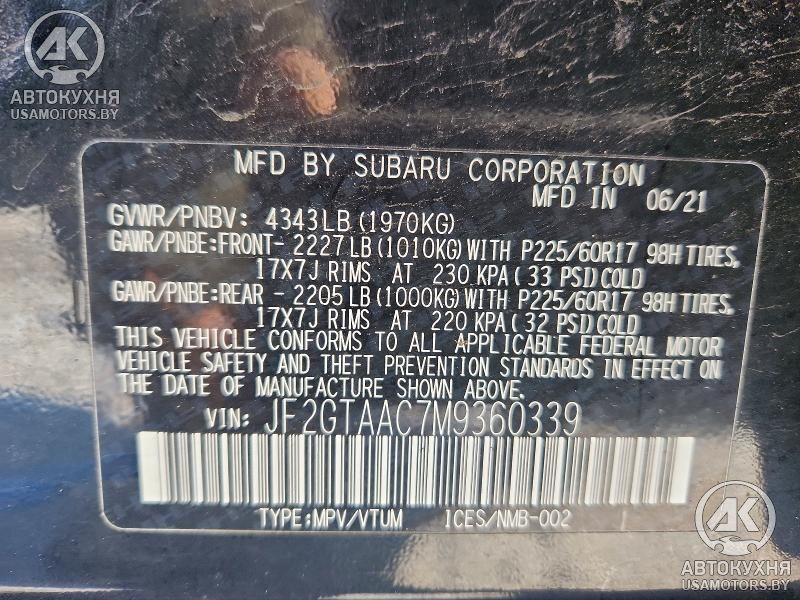 АК
АВТОКУХНЯ
USAMOTORS.BY
MFD BY SUBARU CORPORATION
MFD IN 06/21
GVWR/PNBV: 4343LB (1970KG)
GAWR/PNBE:FRONT- 2227LB (1010KG) WITH P225/60R17 98H TIRES,
17X7J RIMS AT 230 KPA( 33 PSI) COLD
GAWR/PNBE:REAR - 2205LB (1000KG) WITH P225/60R17 98H TIRES,
17X7J RIMS AT 220 KPA( 32 PSI) COLD
THIS VEHICLE CONFORMS TO ALL APPLICABLE FEDERAL MOTOR
VEHICLE SAFETY AND THEFT PREVENTION STANDARDS IN EFFECT ON
THE DATE OF MANUFACTURE SHOWN ABOVE.
VIN: JF2GTAAC7M9360339
TYPE:MPV/VTUM ICES/NMB-002
АК
АВТОКУХНЯ
USAMOTORS.BY